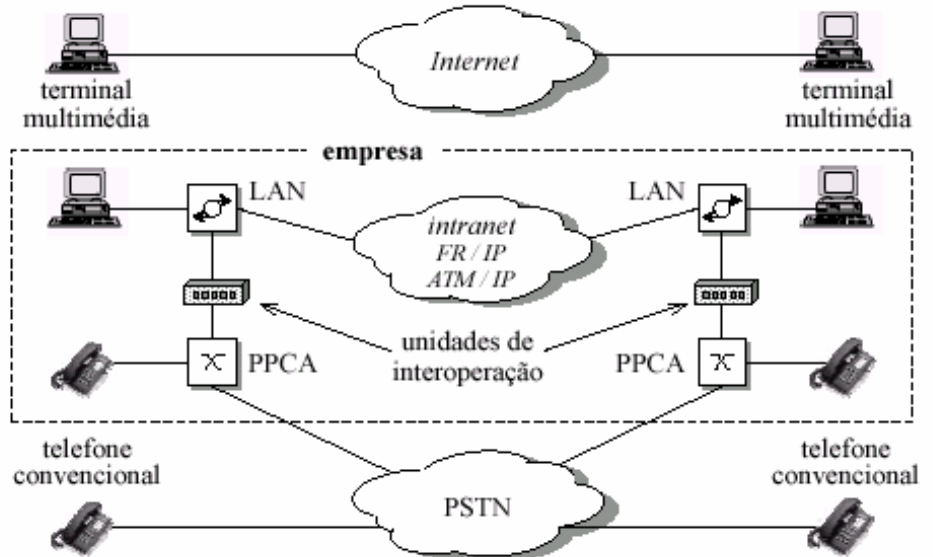 Internet
terminal
multimédia
terminal
multimédia
empresa
LAN
LAN
intranet
FR / IP
ATM / IP
unidades de
interoperação
PPCA
PPCA
telefone
convencional
telefone
convencional
PSTN